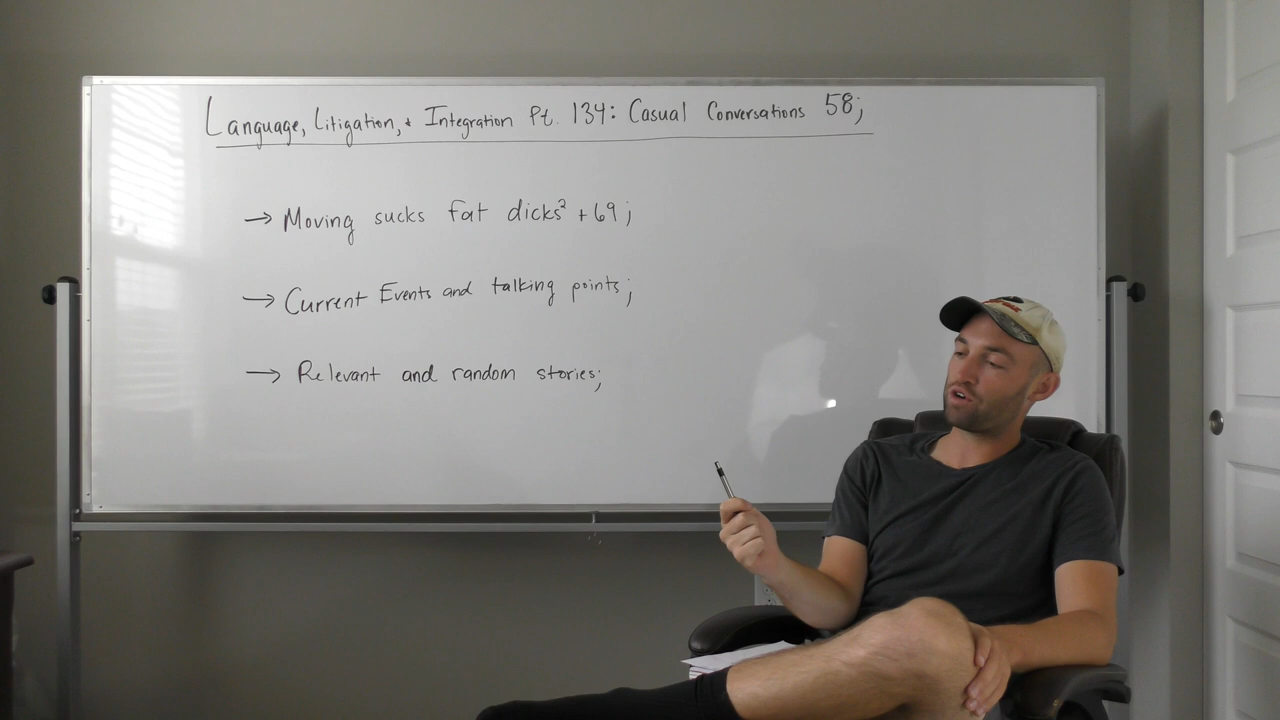 Language, Litigation, & Integration Pt. 134: Casual Conversations 58;
→ Moving sucks fat dicks² + 69;
→ Current Events and talking points;
→ Relevant and random stories;